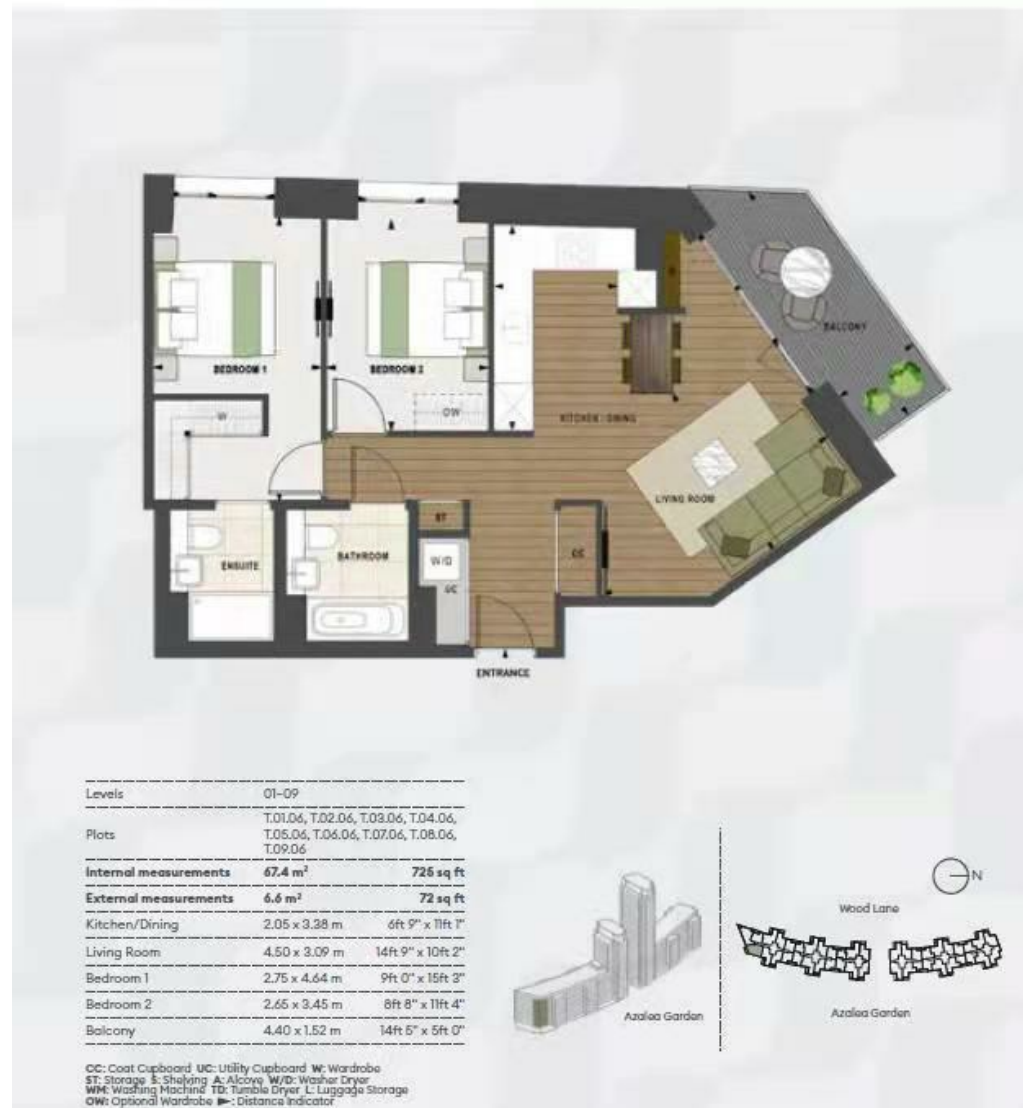 BEDROOM 1
BEDROOM 2
BALCONY
W
OW
KITCHEN / DINING
LIVING ROOM
ST
ENSUITE
BATHROOM
W/D
UC
CC
ENTRANCE
Levels 01-09
Plots T.01.06, T.02.06, T.03.06, T.04.06,
T.05.06, T.06.06, T.07.06, T.08.06,
T.09.06
Internal measurements 67.4 m² 725 sq ft
External measurements 6.6 m² 72 sq ft
Kitchen/Dining 2.05 x 3.38 m 6ft 9" x 11ft 1"
Living Room 4.50 x 3.09 m 14ft 9" x 10ft 2"
Bedroom 1 2.75 x 4.64 m 9ft 0" x 15ft 3"
Bedroom 2 2.65 x 3.45 m 8ft 8" x 11ft 4"
Balcony 4.40 x 1.52 m 14ft 5" x 5ft 0"
CC: Coat Cupboard UC: Utility Cupboard W: Wardrobe
ST: Storage S: Shelving A: Alcove W/D: Washer Dryer
WM: Washing Machine TD: Tumble Dryer L: Luggage Storage
OW: Optional Wardrobe ►: Distance Indicator
Azalea Garden
N
Wood Lane
Azalea Garden